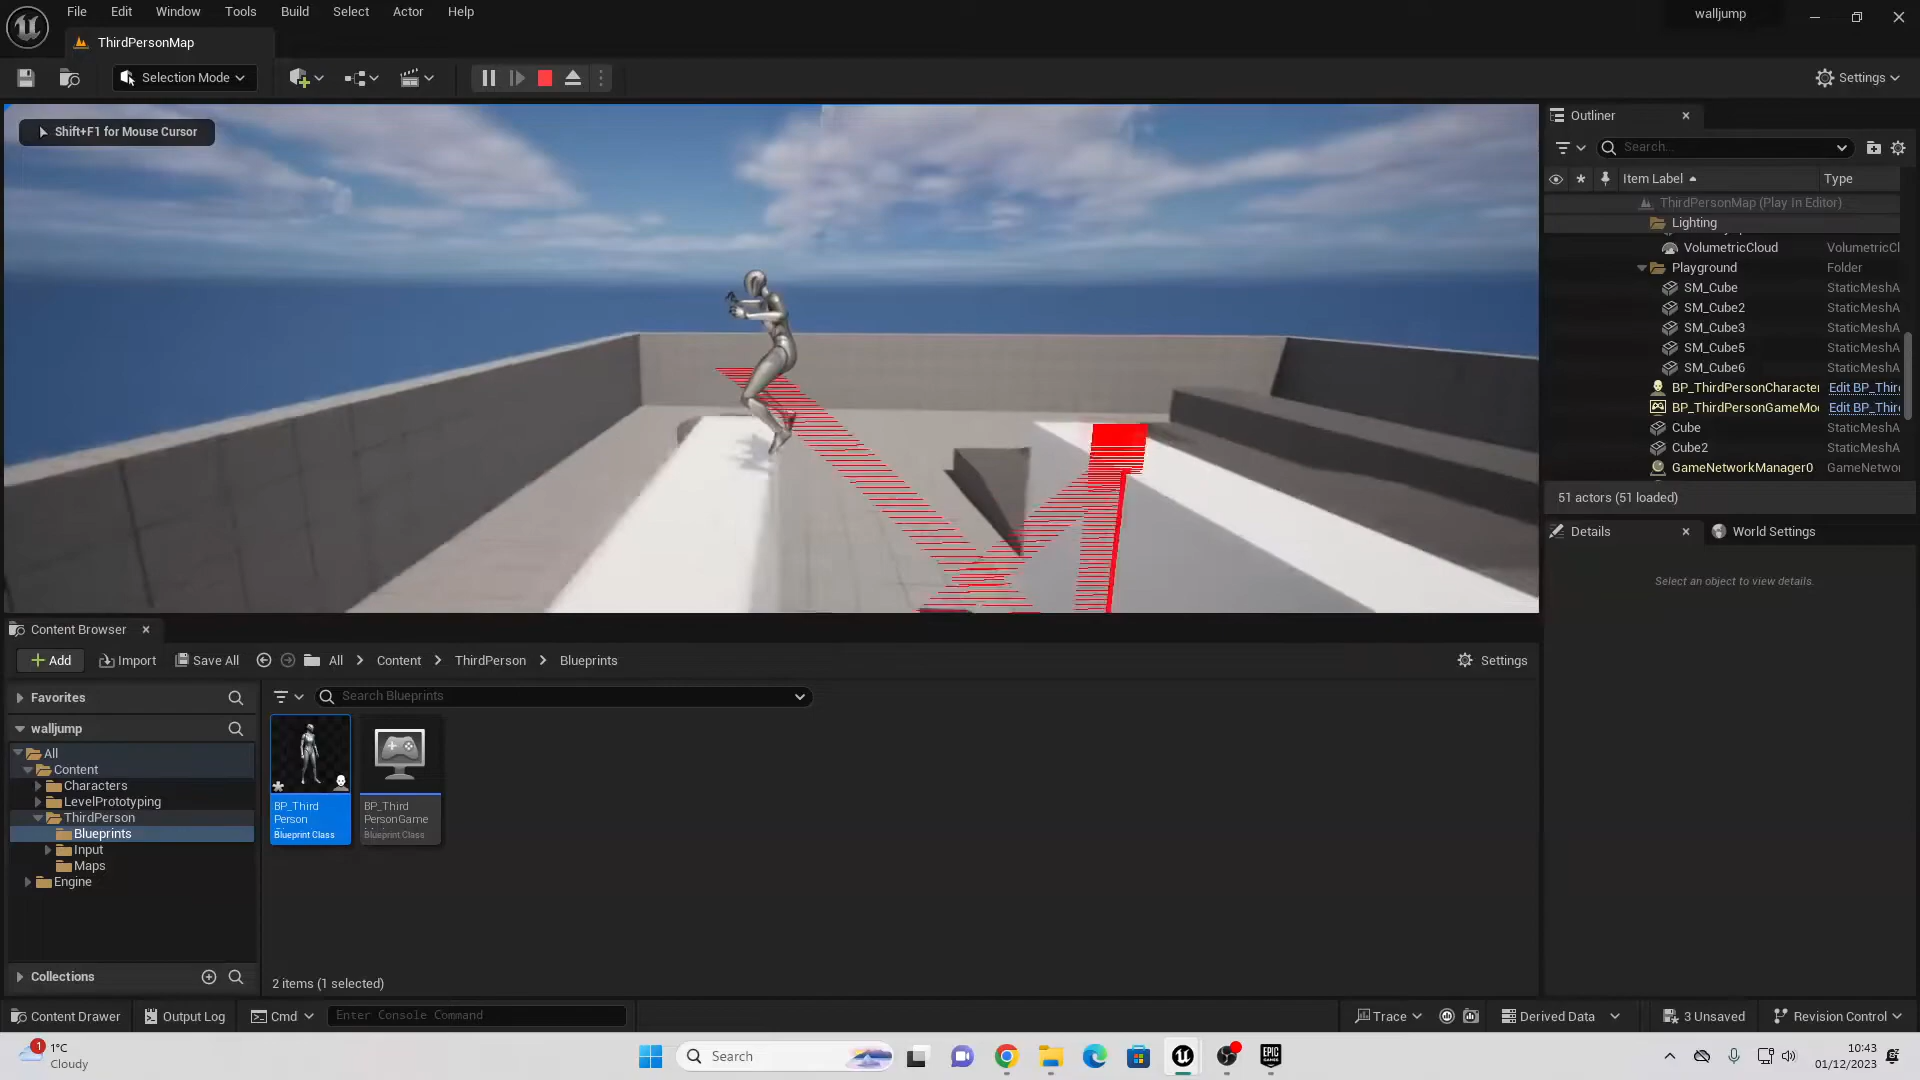 File Edit Window Tools Build Select Actor Help
walljump
ThirdPersonMap
Selection Mode
Settings
Shift+F1 for Mouse Cursor
Outliner
Search...
Item Label Type
ThirdPersonMap (Play In Editor)
Lighting
VolumetricCloud VolumetricCl
Playground Folder
SM_Cube StaticMeshA
SM_Cube2 StaticMeshA
SM_Cube3 StaticMeshA
SM_Cube5 StaticMeshA
SM_Cube6 StaticMeshA
BP_ThirdPersonCharacter Edit BP_Thir
BP_ThirdPersonGameMo Edit BP_Thir
Cube StaticMeshA
Cube2 StaticMeshA
GameNetworkManager0 GameNetwo
51 actors (51 loaded)
Details World Settings
Select an object to view details.
Content Browser
Add Import Save All All Content ThirdPerson Blueprints Settings
Favorites
Search Blueprints
walljump
All
Content
Characters
LevelPrototyping
ThirdPerson
Blueprints
Input
Maps
Engine
BP_Third
Person
Blueprint Class
BP_Third
PersonGame
Blueprint Class
Collections
2 items (1 selected)
Content Drawer Output Log Cmd Enter Console Command Trace Derived Data 3 Unsaved Revision Control
1
1°C
Cloudy
Search
EPIC
GAMES
10:43
01/12/2023